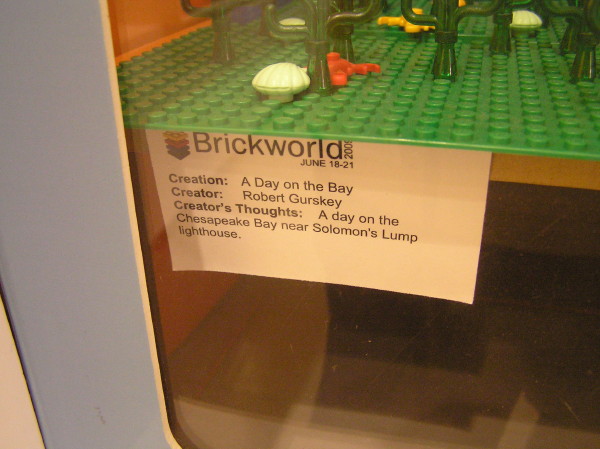 Brickworld
JUNE 18-21
Creation: A Day on the Bay
Creator: Robert Gurskey
Creator's Thoughts: A day on the
Chesapeake Bay near Solomon's Lump
lighthouse.